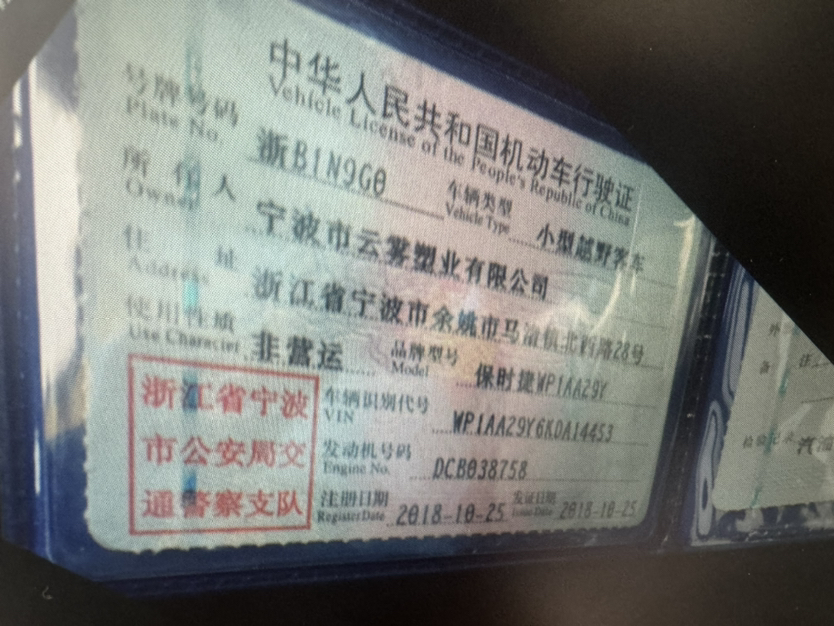 中华人民共和国机动车行驶证
Vehicle License of the People's Republic of China
号牌号码 浙B1N9G0 车辆类型 小型越野客车
Plate No. Vehicle Type
所有人 宁波市云雾塑业有限公司
Owner
住址 浙江省宁波市余姚市马渚镇北西路28号
Address
使用性质 非营运 品牌型号 保时捷WP1AA29Y
Use Character Model
浙江省宁波
市公安局交
通警察支队
车辆识别代号 WP1AA29Y6KDA14453
VIN
发动机号码 DCB038758
Engine No.
注册日期 2018-10-25 发证日期 2018-10-25
Register Date Issue Date
检验记录 汽油